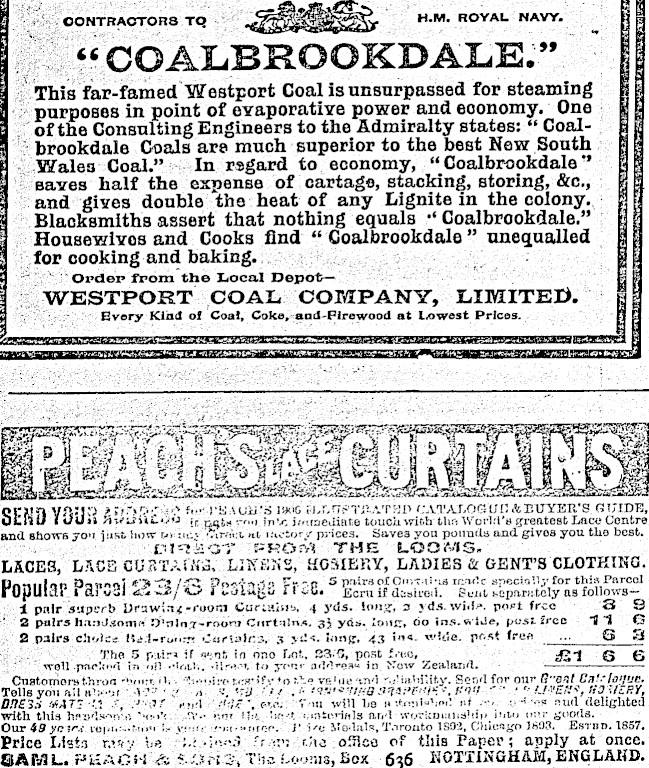 CONTRACTORS TO H.M. ROYAL NAVY.
"COALBROOKDALE."
This far-famed Westport Coal is unsurpassed for steaming
purposes in point of evaporative power and economy. One
of the Consulting Engineers to the Admiralty states: "Coal-
brookdale Coals are much superior to the best New South
Wales Coal." In regard to economy, "Coalbrookdale"
saves half the expense of cartage, stacking, storing, &c.,
and gives double the heat of any Lignite in the colony.
Blacksmiths assert that nothing equals "Coalbrookdale."
Housewives and Cooks find "Coalbrookdale" unequalled
for cooking and baking.
Order from the Local Depot—
WESTPORT COAL COMPANY, LIMITED.
Every Kind of Coal, Coke, and Firewood at Lowest Prices.
PEACH'S LACE CURTAINS
SEND YOUR ADDRESS for PEACH'S 1906 ILLUSTRATED CATALOGUE & BUYER'S GUIDE,
it puts you into immediate touch with the World's greatest Lace Centre
and shows you just how to buy direct at factory prices. Saves you pounds and gives you the best.
DIRECT FROM THE LOOMS.
LACES, LACE CURTAINS, LINENS, HOSIERY, LADIES & GENT'S CLOTHING.
Popular Parcel 23/6 Postage Free. 5 pairs of Curtains made specially for this Parcel
Ecru if desired. Sent separately as follows—
1 pair superb Drawing-room Curtains, 4 yds. long, 2 yds. wide, post free 8 9
2 pairs handsome Dining-room Curtains, 3½ yds. long, 60 ins. wide, post free 11 6
2 pairs choice Bed-room Curtains, 3 yds. long, 43 ins. wide, post free ... 6 3
The 5 pairs if sent in one Lot, 23/6, post free, £1 6 6
well packed in oil cloth, direct to your address in New Zealand.
Customers throughout the Empire testify to the value and reliability. Send for our Great Catalogue.
Tells you all about FURNISHING DRAPERIES, LINENS, HOSIERY,
DRESS and etc. You will be astonished at and delighted
with this handsome book. the best materials and workmanship into our goods.
Our 49 years reputation is your guarantee. Prize Medals, Toronto 1892, Chicago 1893. ESTBD. 1857.
Price Lists may be obtained from the office of this Paper; apply at once.
SAML. PEACH & SONS, The Looms, Box 636 NOTTINGHAM, ENGLAND.